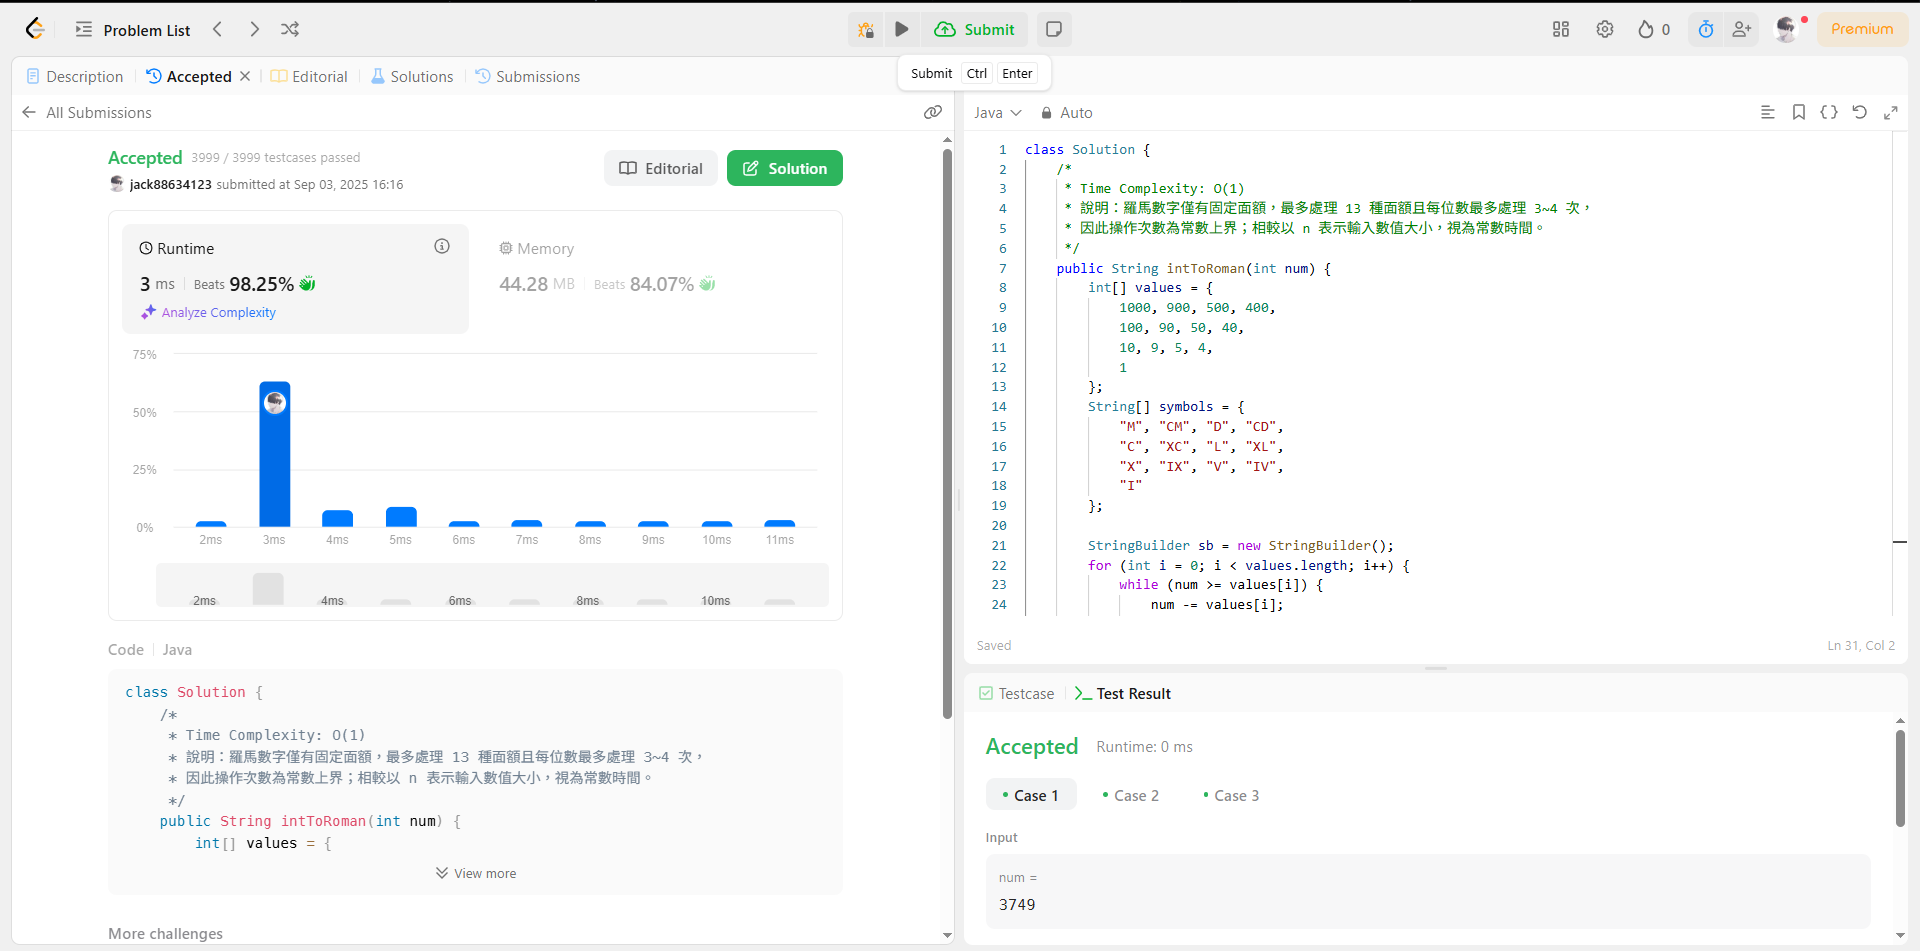 Problem List
Submit
0
Premium
Submit Ctrl Enter
Description
Accepted
Editorial
Solutions
Submissions
All Submissions
Accepted 3999 / 3999 testcases passed
jack88634123 submitted at Sep 03, 2025 16:16
Editorial
Solution
Runtime
3 ms Beats 98.25%
Analyze Complexity
Memory
44.28 MB Beats 84.07%
75%
50%
25%
0%
2ms 3ms 4ms 5ms 6ms 7ms 8ms 9ms 10ms 11ms
2ms 4ms 6ms 8ms 10ms
Code Java
class Solution {
/*
* Time Complexity: O(1)
* 說明：羅馬數字僅有固定面額，最多處理 13 種面額且每位數最多處理 3~4 次，
* 因此操作次數為常數上界；相較以 n 表示輸入數值大小，視為常數時間。
*/
public String intToRoman(int num) {
int[] values = {
View more
More challenges
Java Auto
1 class Solution {
2 /*
3 * Time Complexity: O(1)
4 * 說明：羅馬數字僅有固定面額，最多處理 13 種面額且每位數最多處理 3~4 次，
5 * 因此操作次數為常數上界；相較以 n 表示輸入數值大小，視為常數時間。
6 */
7 public String intToRoman(int num) {
8 int[] values = {
9 1000, 900, 500, 400,
10 100, 90, 50, 40,
11 10, 9, 5, 4,
12 1
13 };
14 String[] symbols = {
15 "M", "CM", "D", "CD",
16 "C", "XC", "L", "XL",
17 "X", "IX", "V", "IV",
18 "I"
19 };
20
21 StringBuilder sb = new StringBuilder();
22 for (int i = 0; i < values.length; i++) {
23 while (num >= values[i]) {
24 num -= values[i];
Saved
Ln 31, Col 2
Testcase
Test Result
Accepted Runtime: 0 ms
Case 1
Case 2
Case 3
Input
num =
3749